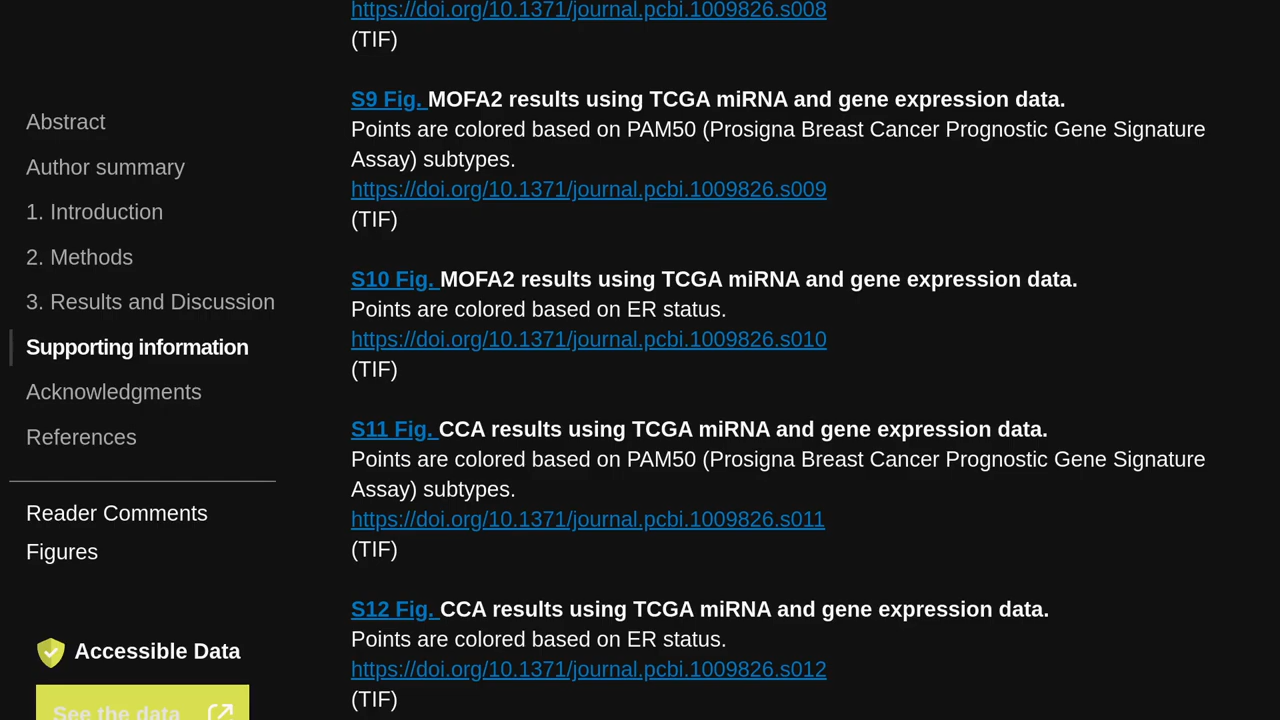 https://doi.org/10.1371/journal.pcbi.1009826.s008
(TIF)
S9 Fig. MOFA2 results using TCGA miRNA and gene expression data.
Points are colored based on PAM50 (Prosigna Breast Cancer Prognostic Gene Signature
Assay) subtypes.
https://doi.org/10.1371/journal.pcbi.1009826.s009
(TIF)
S10 Fig. MOFA2 results using TCGA miRNA and gene expression data.
Points are colored based on ER status.
https://doi.org/10.1371/journal.pcbi.1009826.s010
(TIF)
S11 Fig. CCA results using TCGA miRNA and gene expression data.
Points are colored based on PAM50 (Prosigna Breast Cancer Prognostic Gene Signature
Assay) subtypes.
https://doi.org/10.1371/journal.pcbi.1009826.s011
(TIF)
S12 Fig. CCA results using TCGA miRNA and gene expression data.
Points are colored based on ER status.
https://doi.org/10.1371/journal.pcbi.1009826.s012
(TIF)
Abstract
Author summary
1. Introduction
2. Methods
3. Results and Discussion
Supporting information
Acknowledgments
References
Reader Comments
Figures
Accessible Data
See the data